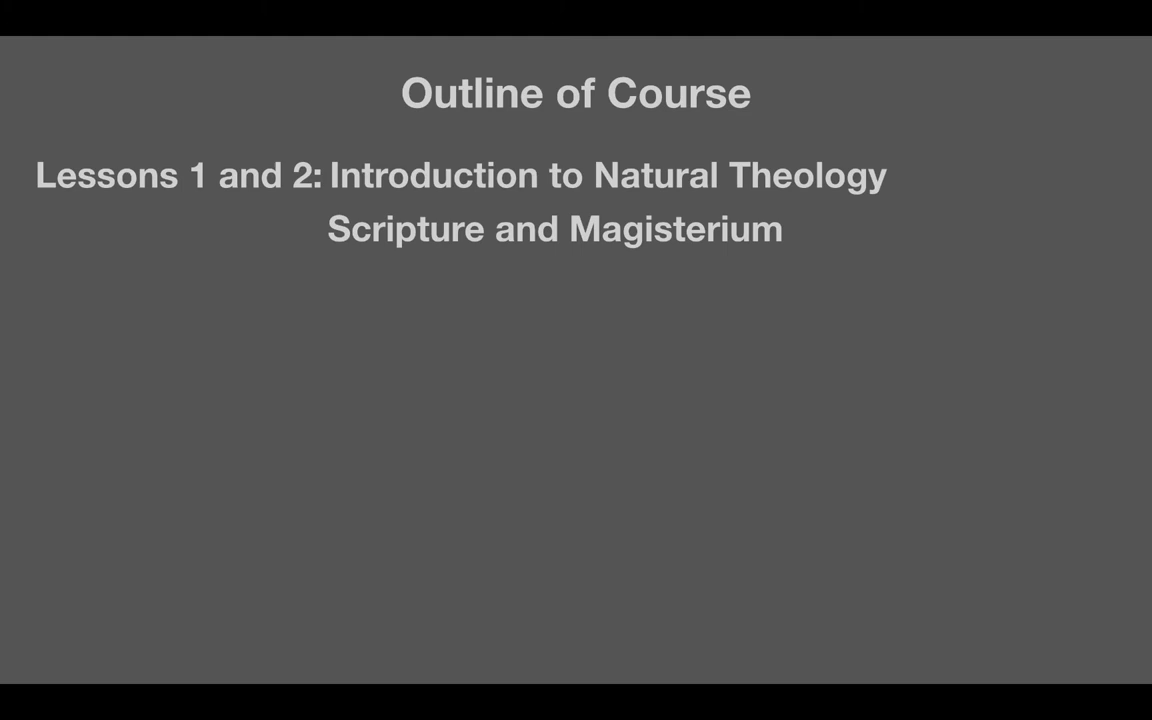 Outline of Course
Lessons 1 and 2: Introduction to Natural Theology
Scripture and Magisterium